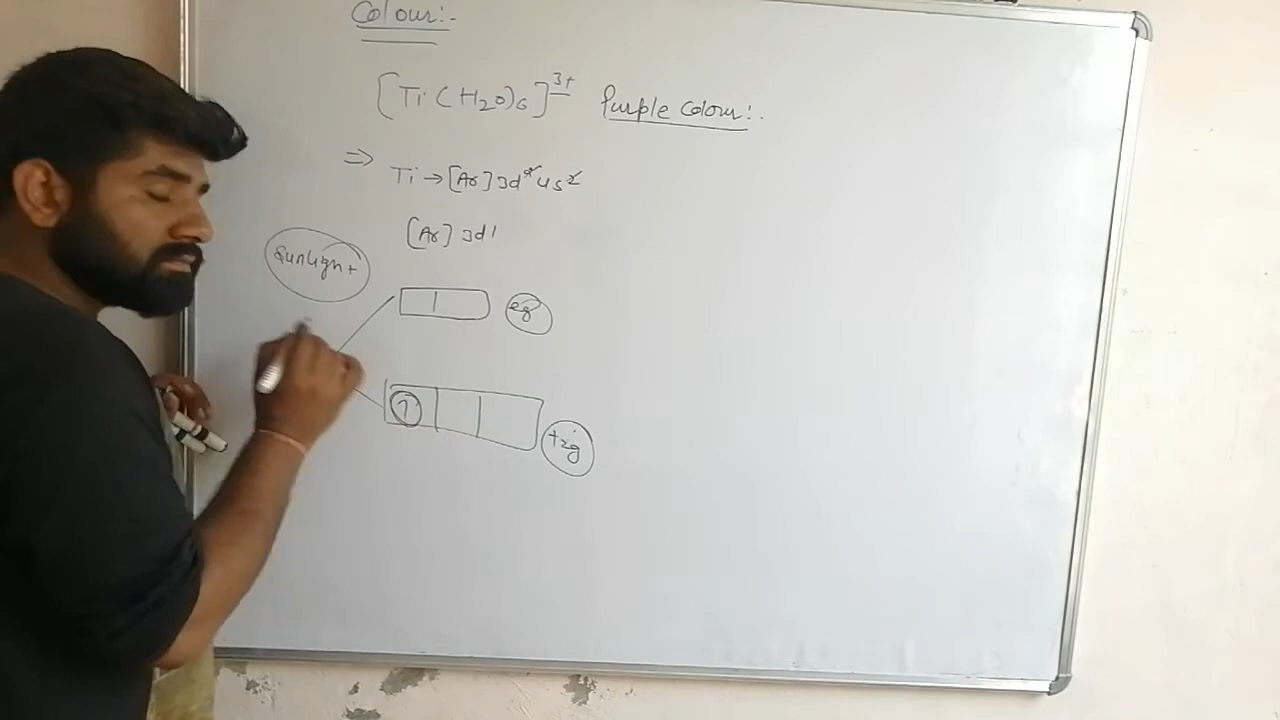 Colour:-
[Ti(H2O)6]3+ Purple Colour:-
⇒ Ti → [Ar] 3d2 4s2
[Ar] 3d1
Sunlight
eg
↿
t2g